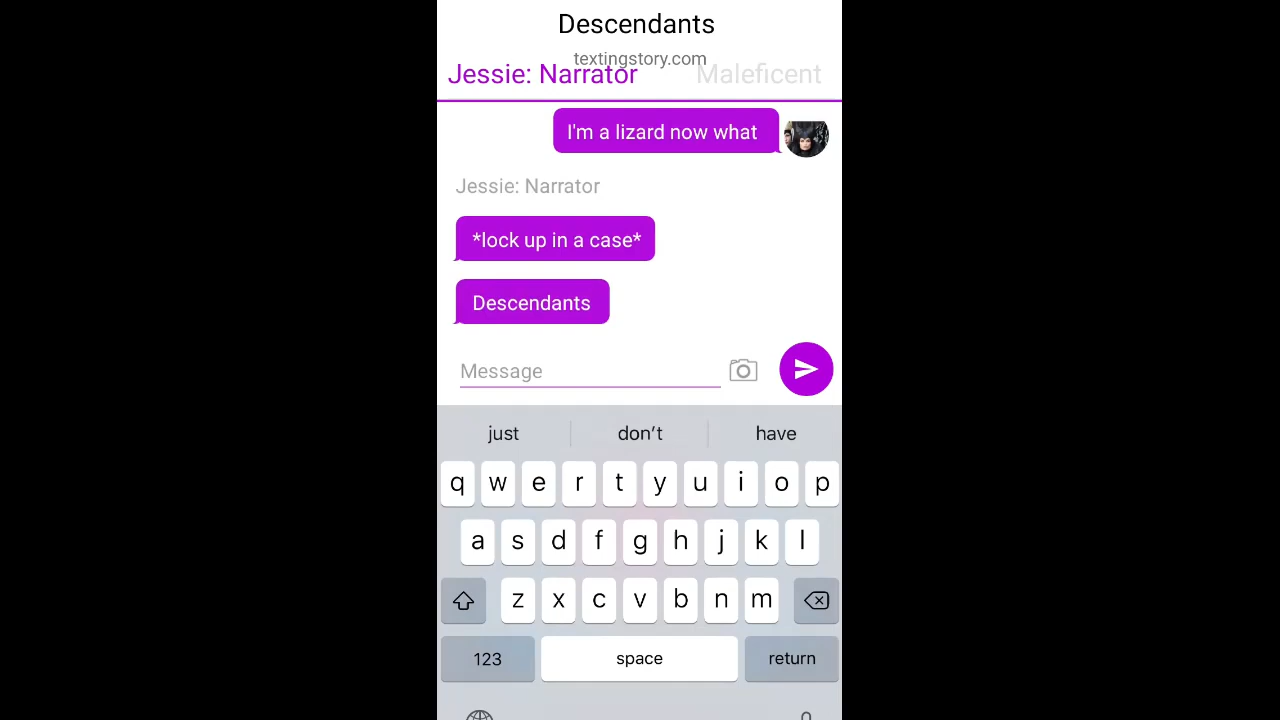 Descendants
textingstory.com
Jessie: Narrator Maleficent
I'm a lizard now what
Jessie: Narrator
*lock up in a case*
Descendants
Message
just don't have
q w e r t y u i o p
a s d f g h j k l
z x c v b n m
123 space return